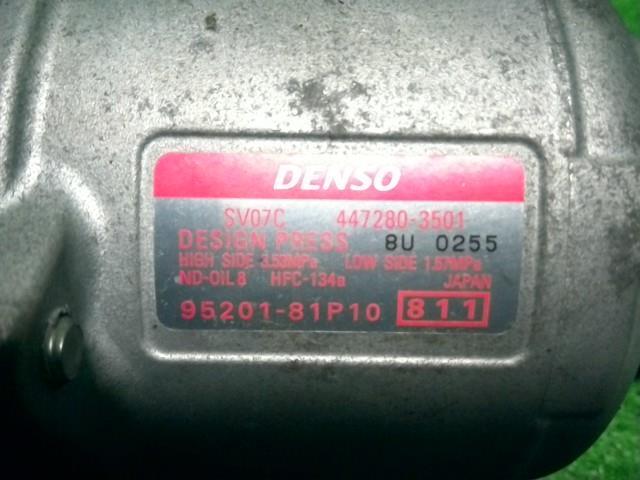 DENSO
SV07C 447280-3501
DESIGN PRESS 8U 0255
HIGH SIDE 3.53MPa LOW SIDE 1.67MPa
ND-OIL8 HFC-134a JAPAN
95201-81P10 811